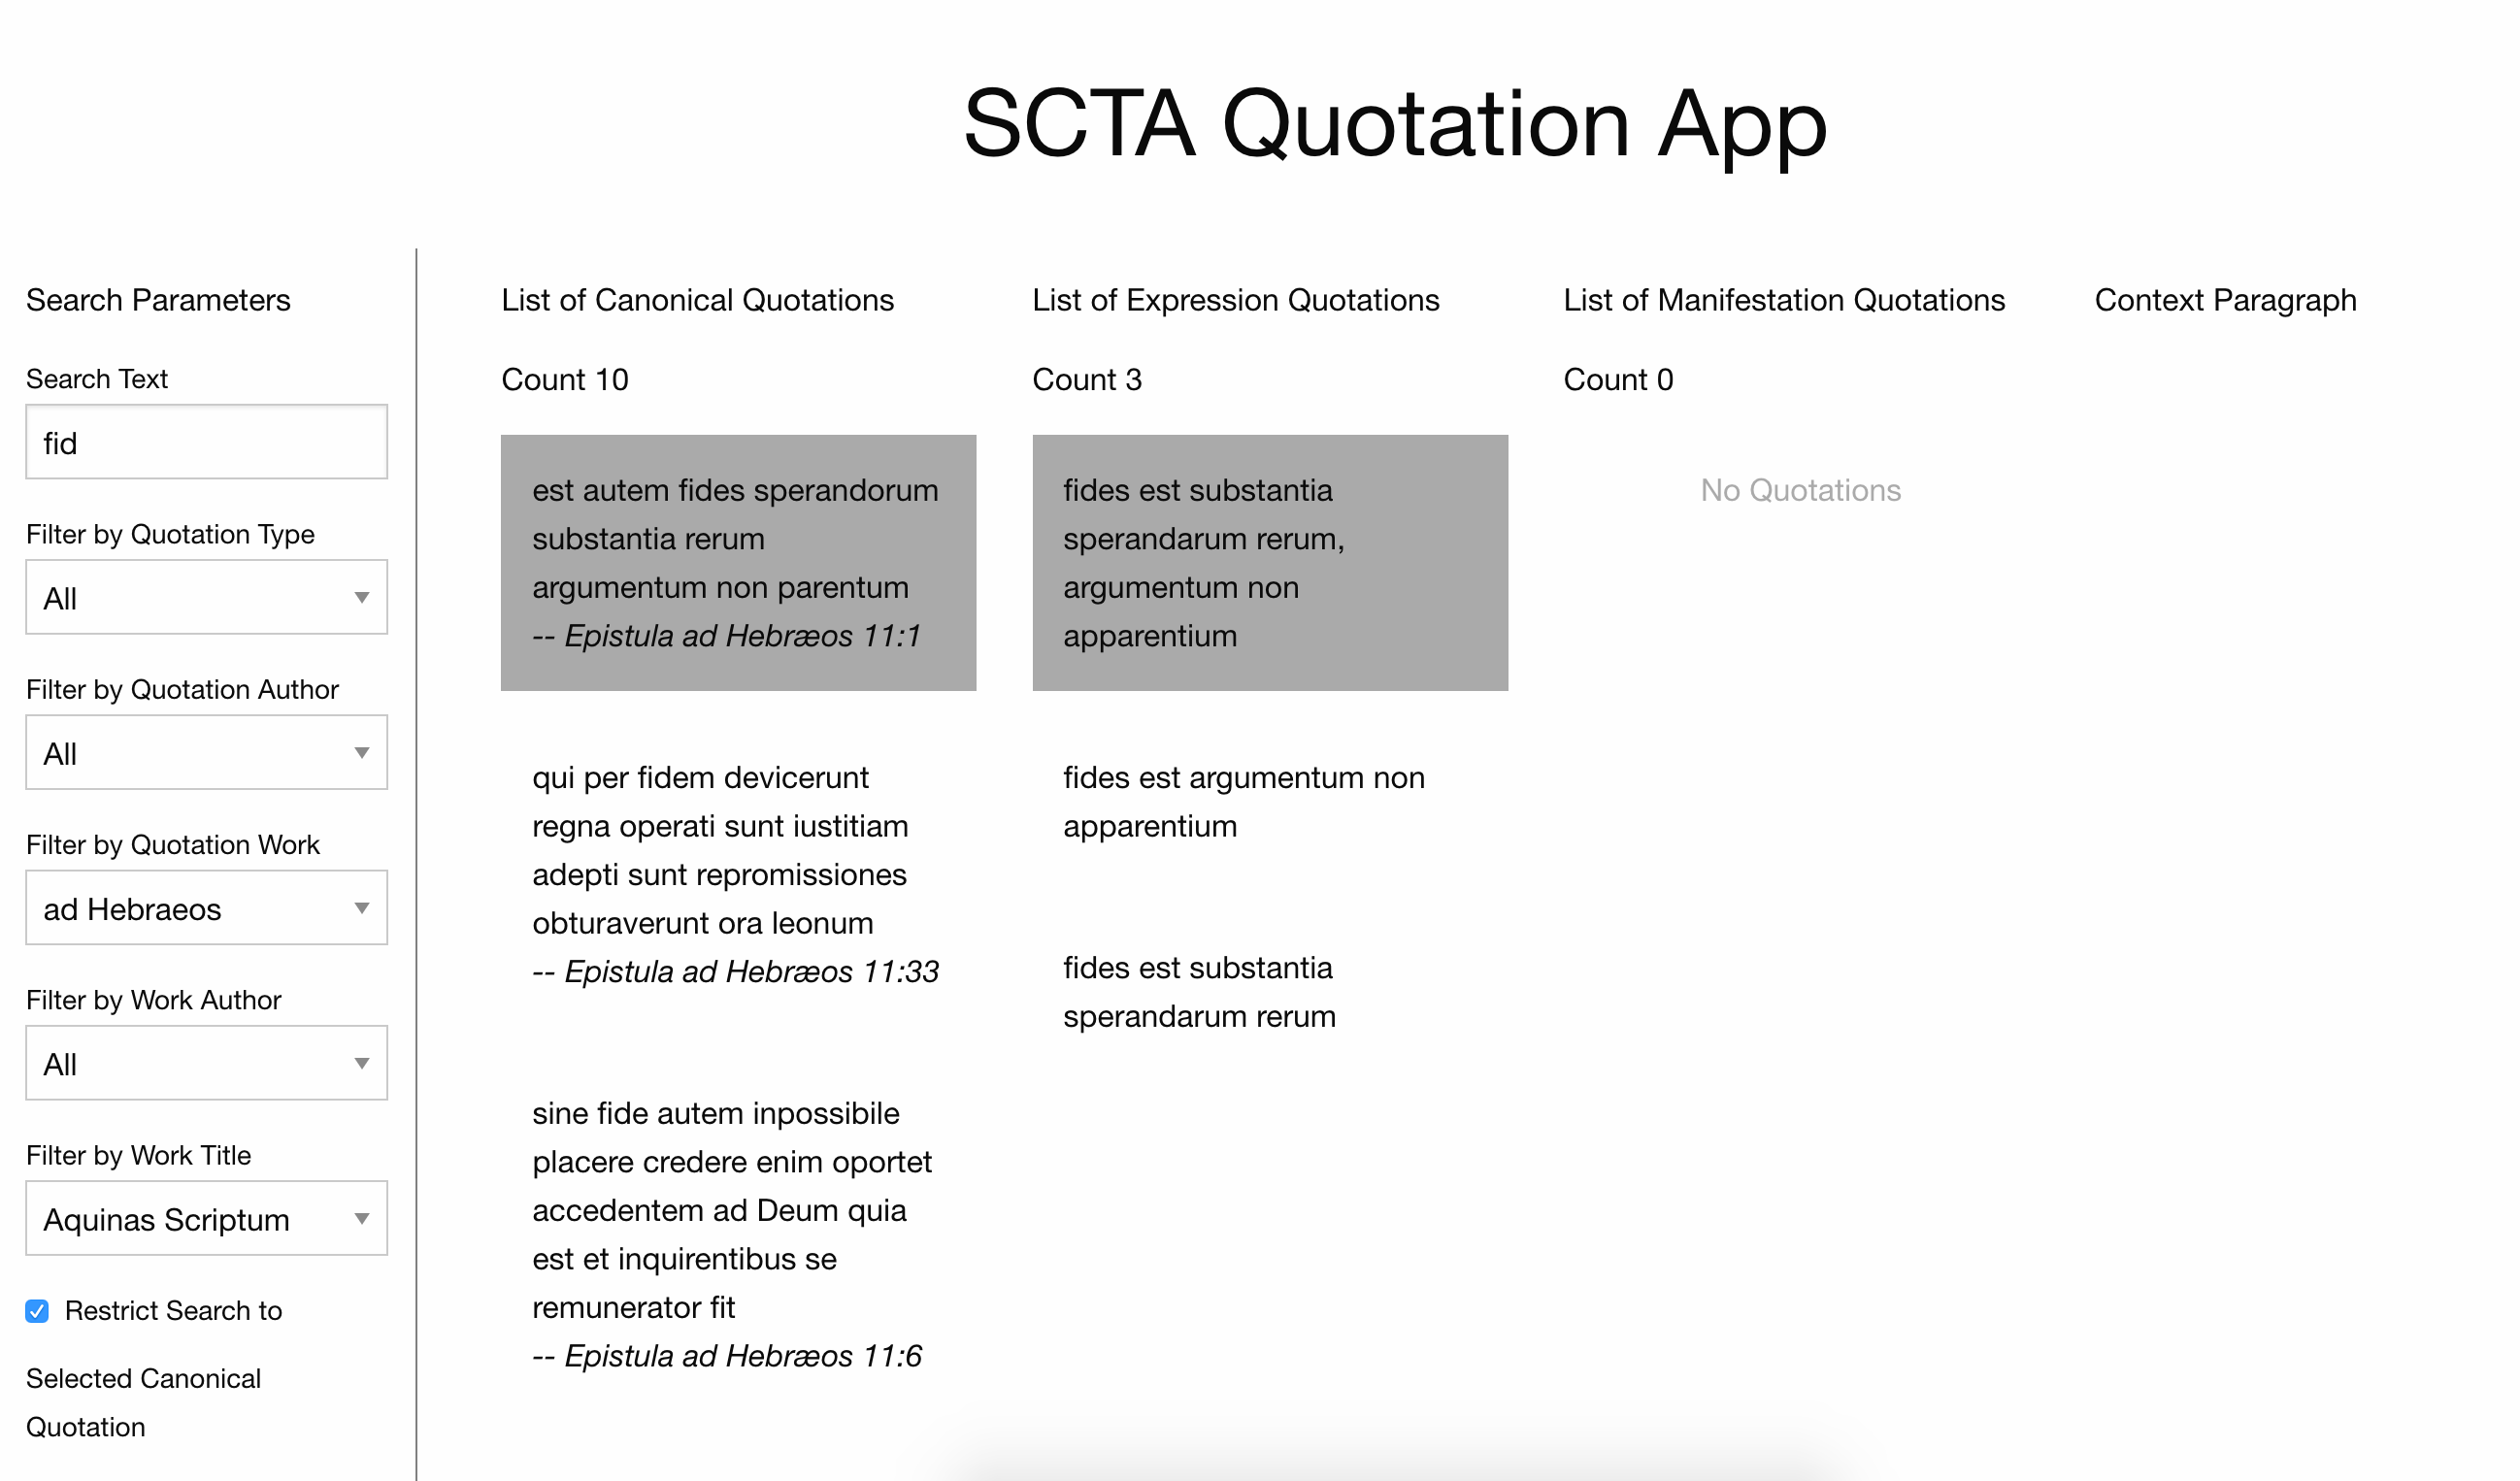 SCTA Quotation App
Search Parameters
Search Text
fid
Filter by Quotation Type
All
Filter by Quotation Author
All
Filter by Quotation Work
ad Hebraeos
Filter by Work Author
All
Filter by Work Title
Aquinas Scriptum
Restrict Search to
Selected Canonical
Quotation
List of Canonical Quotations
Count 10
est autem fides sperandorum
substantia rerum
argumentum non parentum
-- Epistula ad Hebræos 11:1
qui per fidem devicerunt
regna operati sunt iustitiam
adepti sunt repromissiones
obturaverunt ora leonum
-- Epistula ad Hebræos 11:33
sine fide autem inpossibile
placere credere enim oportet
accedentem ad Deum quia
est et inquirentibus se
remunerator fit
-- Epistula ad Hebræos 11:6
List of Expression Quotations
Count 3
fides est substantia
sperandarum rerum,
argumentum non
apparentium
fides est argumentum non
apparentium
fides est substantia
sperandarum rerum
List of Manifestation Quotations
Count 0
No Quotations
Context Paragraph